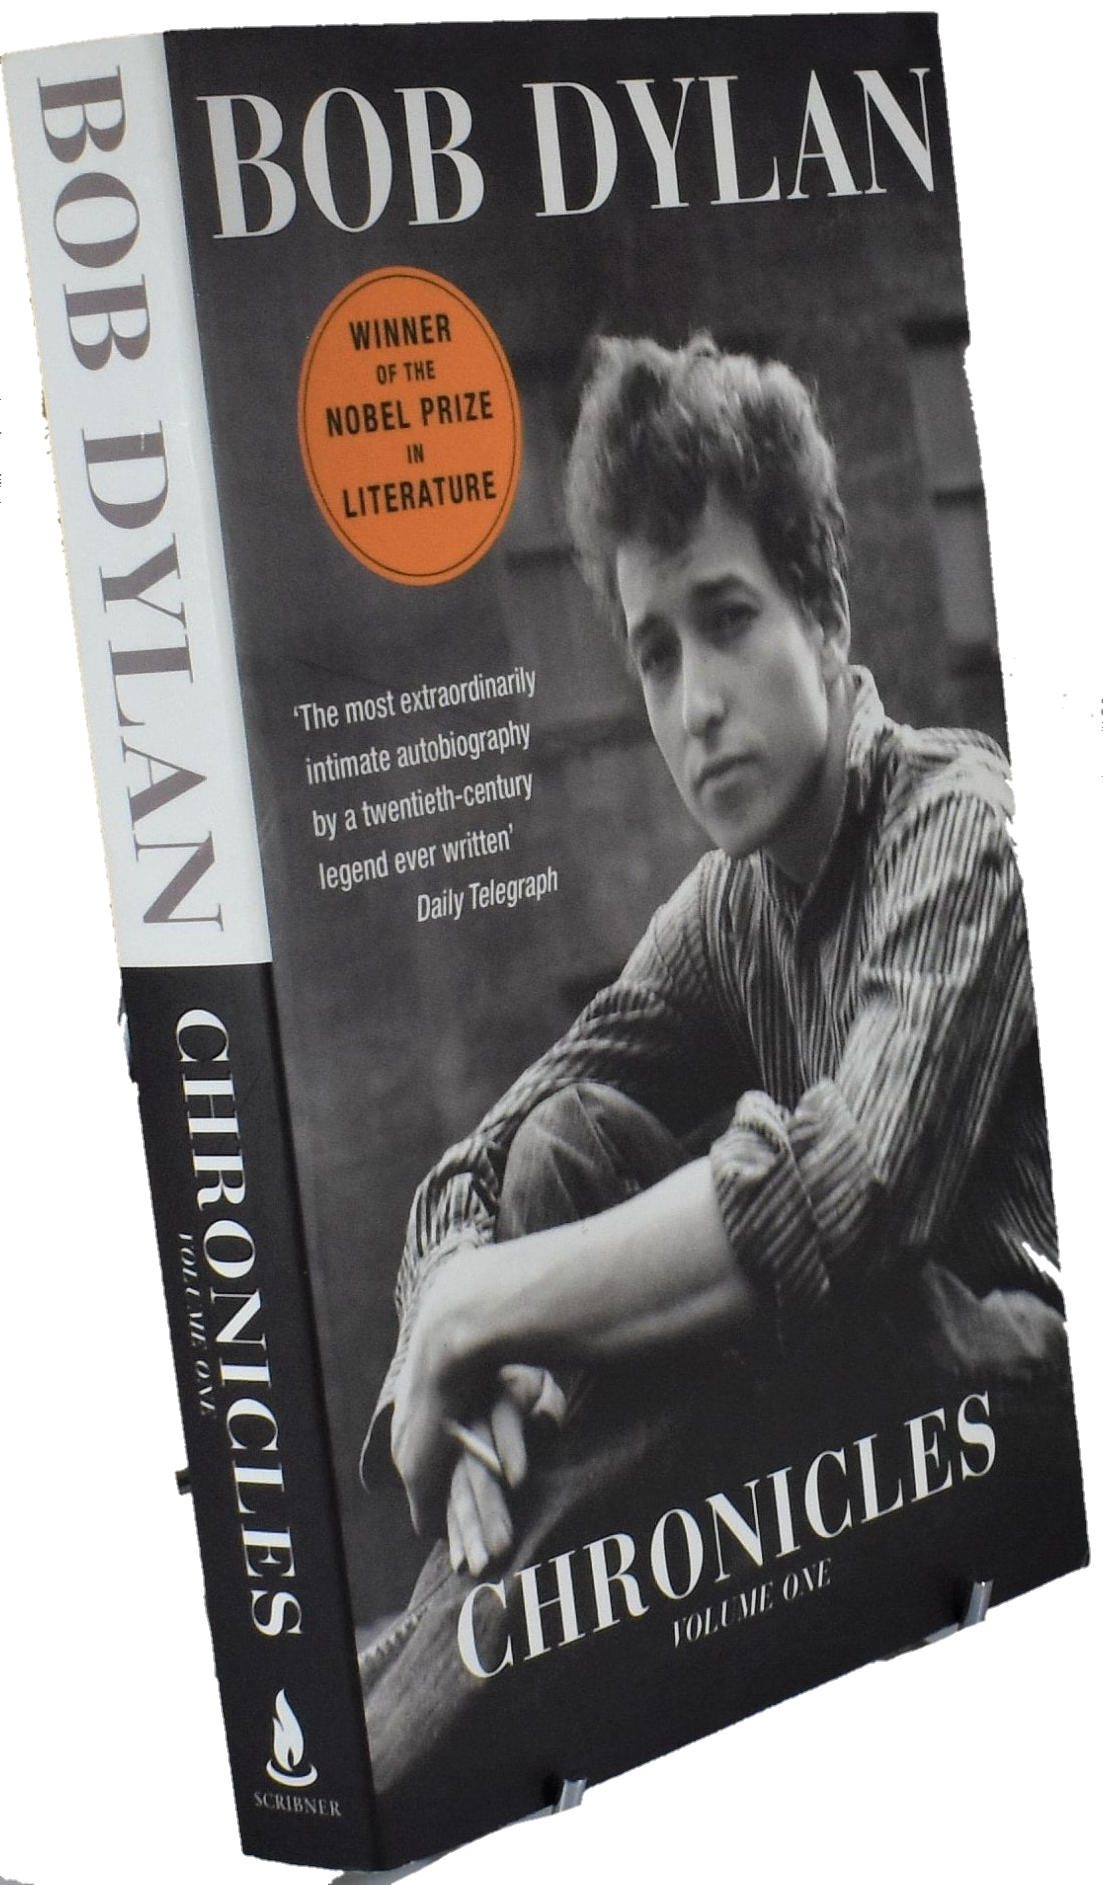 BOB DYLAN
CHRONICLES
VOLUME ONE
SCRIBNER
BOB DYLAN
WINNER
OF THE
NOBEL PRIZE
IN
LITERATURE
‘The most extraordinarily
intimate autobiography
by a twentieth-century
legend ever written’
Daily Telegraph
CHRONICLES
VOLUME ONE